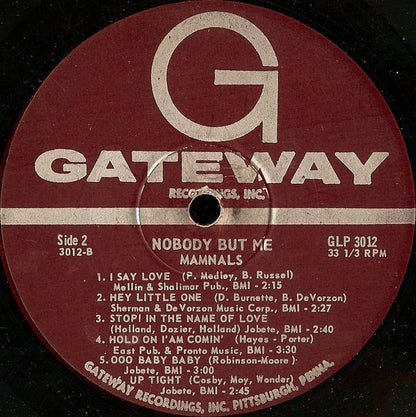 G
GATEWAY
RECORDINGS, INC.
Side 2
3012-B
NOBODY BUT ME
MAMNALS
GLP 3012
33 1/3 RPM
1. I SAY LOVE (P. Medley, B. Russel)
Mellin & Shalimar Pub., BMI - 2:15
2. HEY LITTLE ONE (D. Burnette, B. DeVorzon)
Sherman & DeVorzon Music Corp., BMI - 2:27
3. STOP! IN THE NAME OF LOVE
(Holland, Dozier, Holland) Jobete, BMI - 2:40
4. HOLD ON I'AM COMIN' (Hayes - Porter)
East Pub. & Pronto Music, BMI - 3:30
5. OOO BABY BABY (Robinson-Moore)
Jobete, BMI - 3:00
UP TIGHT (Cosby, Moy, Wonder)
Jobete, BMI - 2:45
GATEWAY RECORDINGS, INC. PITTSBURGH, PENNA.